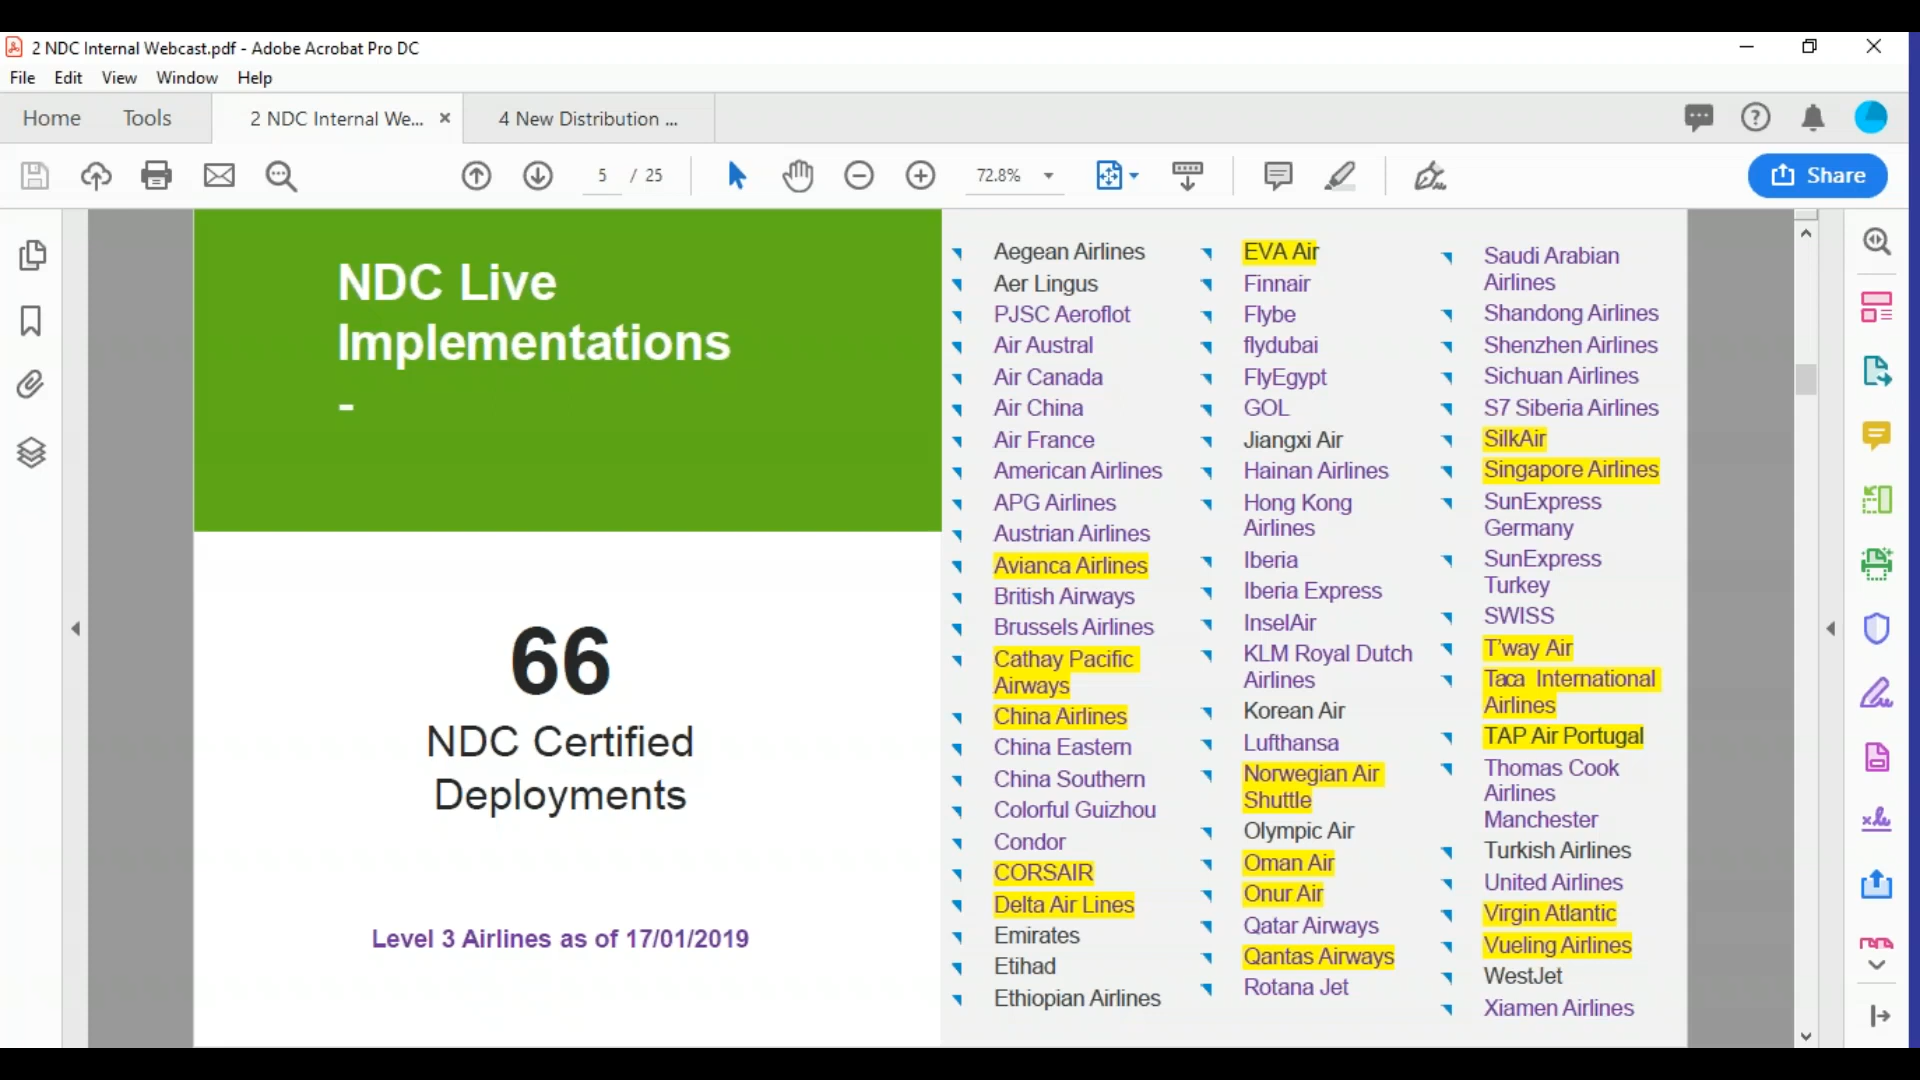 2 NDC Internal Webcast.pdf - Adobe Acrobat Pro DC
File Edit View Window Help
Home Tools 2 NDC Internal We... × 4 New Distribution ...
5 / 25 72.8% Share
NDC Live
Implementations
-
66
NDC Certified
Deployments
Level 3 Airlines as of 17/01/2019
Aegean Airlines
Aer Lingus
PJSC Aeroflot
Air Austral
Air Canada
Air China
Air France
American Airlines
APG Airlines
Austrian Airlines
Avianca Airlines
British Airways
Brussels Airlines
Cathay Pacific
Airways
China Airlines
China Eastern
China Southern
Colorful Guizhou
Condor
CORSAIR
Delta Air Lines
Emirates
Etihad
Ethiopian Airlines
EVA Air
Finnair
Flybe
flydubai
FlyEgypt
GOL
Jiangxi Air
Hainan Airlines
Hong Kong
Airlines
Iberia
Iberia Express
InselAir
KLM Royal Dutch
Airlines
Korean Air
Lufthansa
Norwegian Air
Shuttle
Olympic Air
Oman Air
Onur Air
Qatar Airways
Qantas Airways
Rotana Jet
Saudi Arabian
Airlines
Shandong Airlines
Shenzhen Airlines
Sichuan Airlines
S7 Siberia Airlines
SilkAir
Singapore Airlines
SunExpress
Germany
SunExpress
Turkey
SWISS
T'way Air
Taca International
Airlines
TAP Air Portugal
Thomas Cook
Airlines
Manchester
Turkish Airlines
United Airlines
Virgin Atlantic
Vueling Airlines
WestJet
Xiamen Airlines